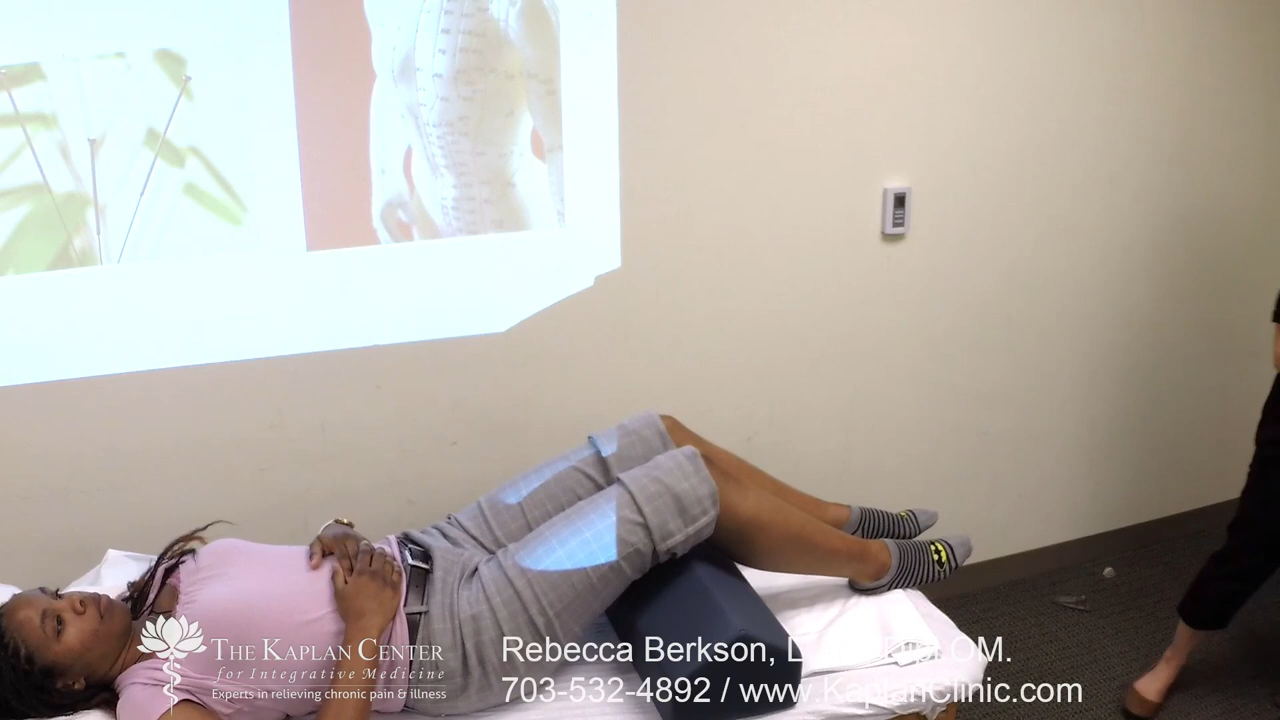 THE KAPLAN CENTER
for Integrative Medicine
Experts in relieving chronic pain & illness
Rebecca Berkson, OM.
703-532-4892 / www.KaplanClinic.com